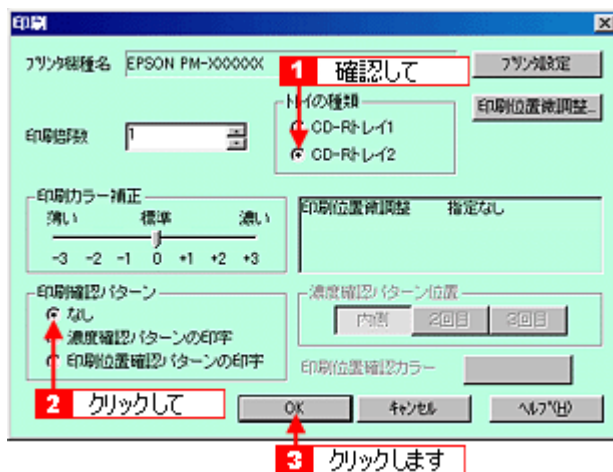 印刷
プリンタ機種名 EPSON PM-XXXXXX プリンタ設定
1 確認して
印刷部数 1
トレイの種類
CD-Rトレイ1
CD-Rトレイ2
印刷位置微調整...
印刷カラー補正
薄い 標準 濃い
-3 -2 -1 0 +1 +2 +3
印刷位置微調整 指定なし
印刷確認パターン
なし
濃度確認パターンの印字
印刷位置確認パターンの印字
濃度確認パターン位置
内側 2回目 3回目
印刷位置確認カラー
2 クリックして
OK キャンセル ヘルプ(H)
3 クリックします